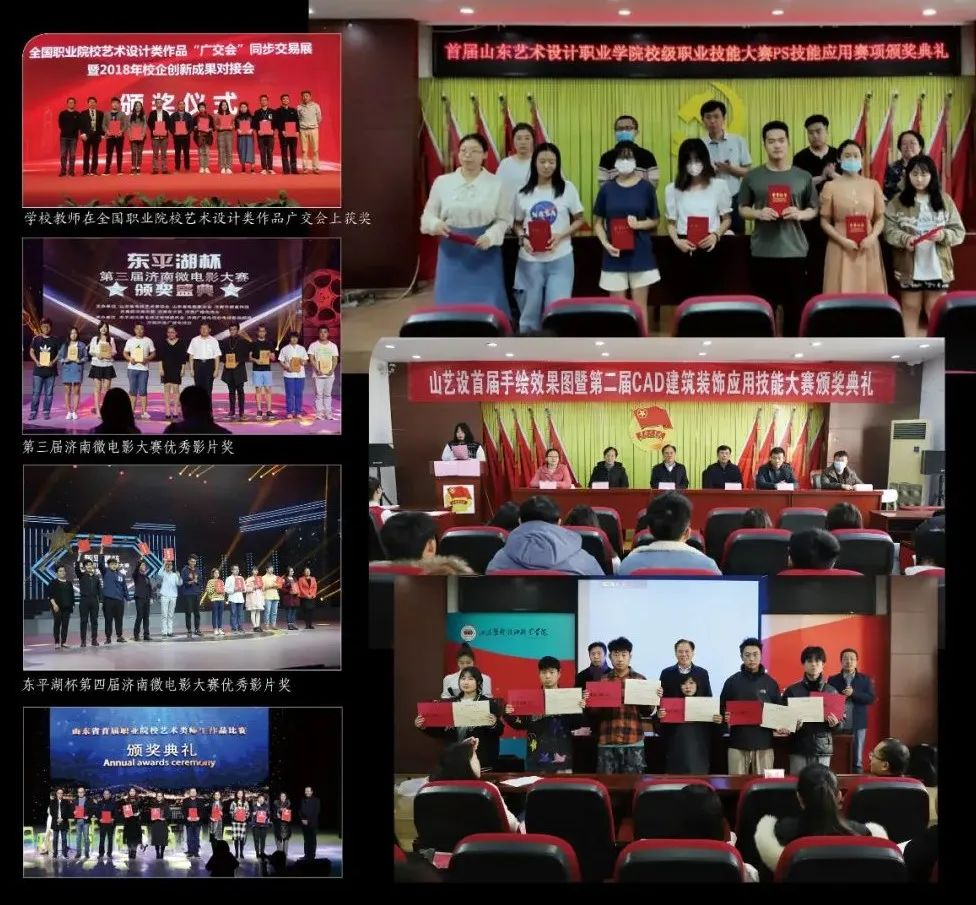 全国职业院校艺术设计类作品“广交会”同步交易展
暨2018年校企创新成果对接会
颁奖仪式
学校教师在全国职业院校艺术设计类作品广交会上获奖
东平湖杯
第三届济南微电影大赛
颁奖盛典
第三届济南微电影大赛优秀影片奖
东平湖杯第四届济南微电影大赛优秀影片奖
山东省首届职业院校艺术类师生作品比赛
颁奖典礼
Annual awards ceremony
首届山东艺术设计职业学院校级职业技能大赛PS技能应用赛项颁奖典礼
NASA
山艺设首届手绘效果图暨第二届CAD建筑装饰应用技能大赛颁奖典礼